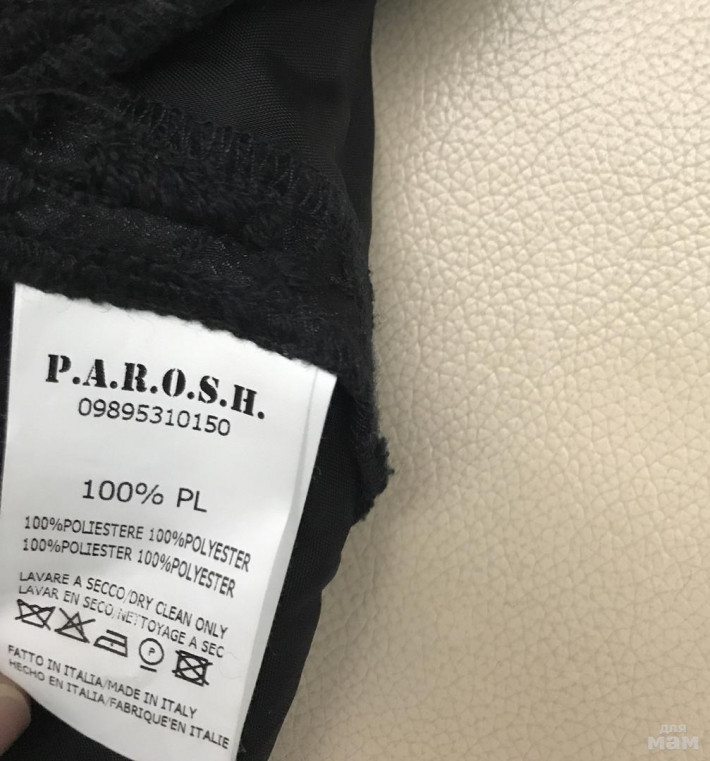 P.A.R.O.S.H.
09895310150
100% PL
100%POLIESTERE 100%POLYESTER
100%POLIESTER 100%POLYESTER
LAVARE A SECCO/DRY CLEAN ONLY
LAVAR EN SECO/NETTOYAGE A SEC
P
FATTO IN ITALIA/MADE IN ITALY
HECHO EN ITALIA/FABRIQUE'EN ITALIE
для
мам